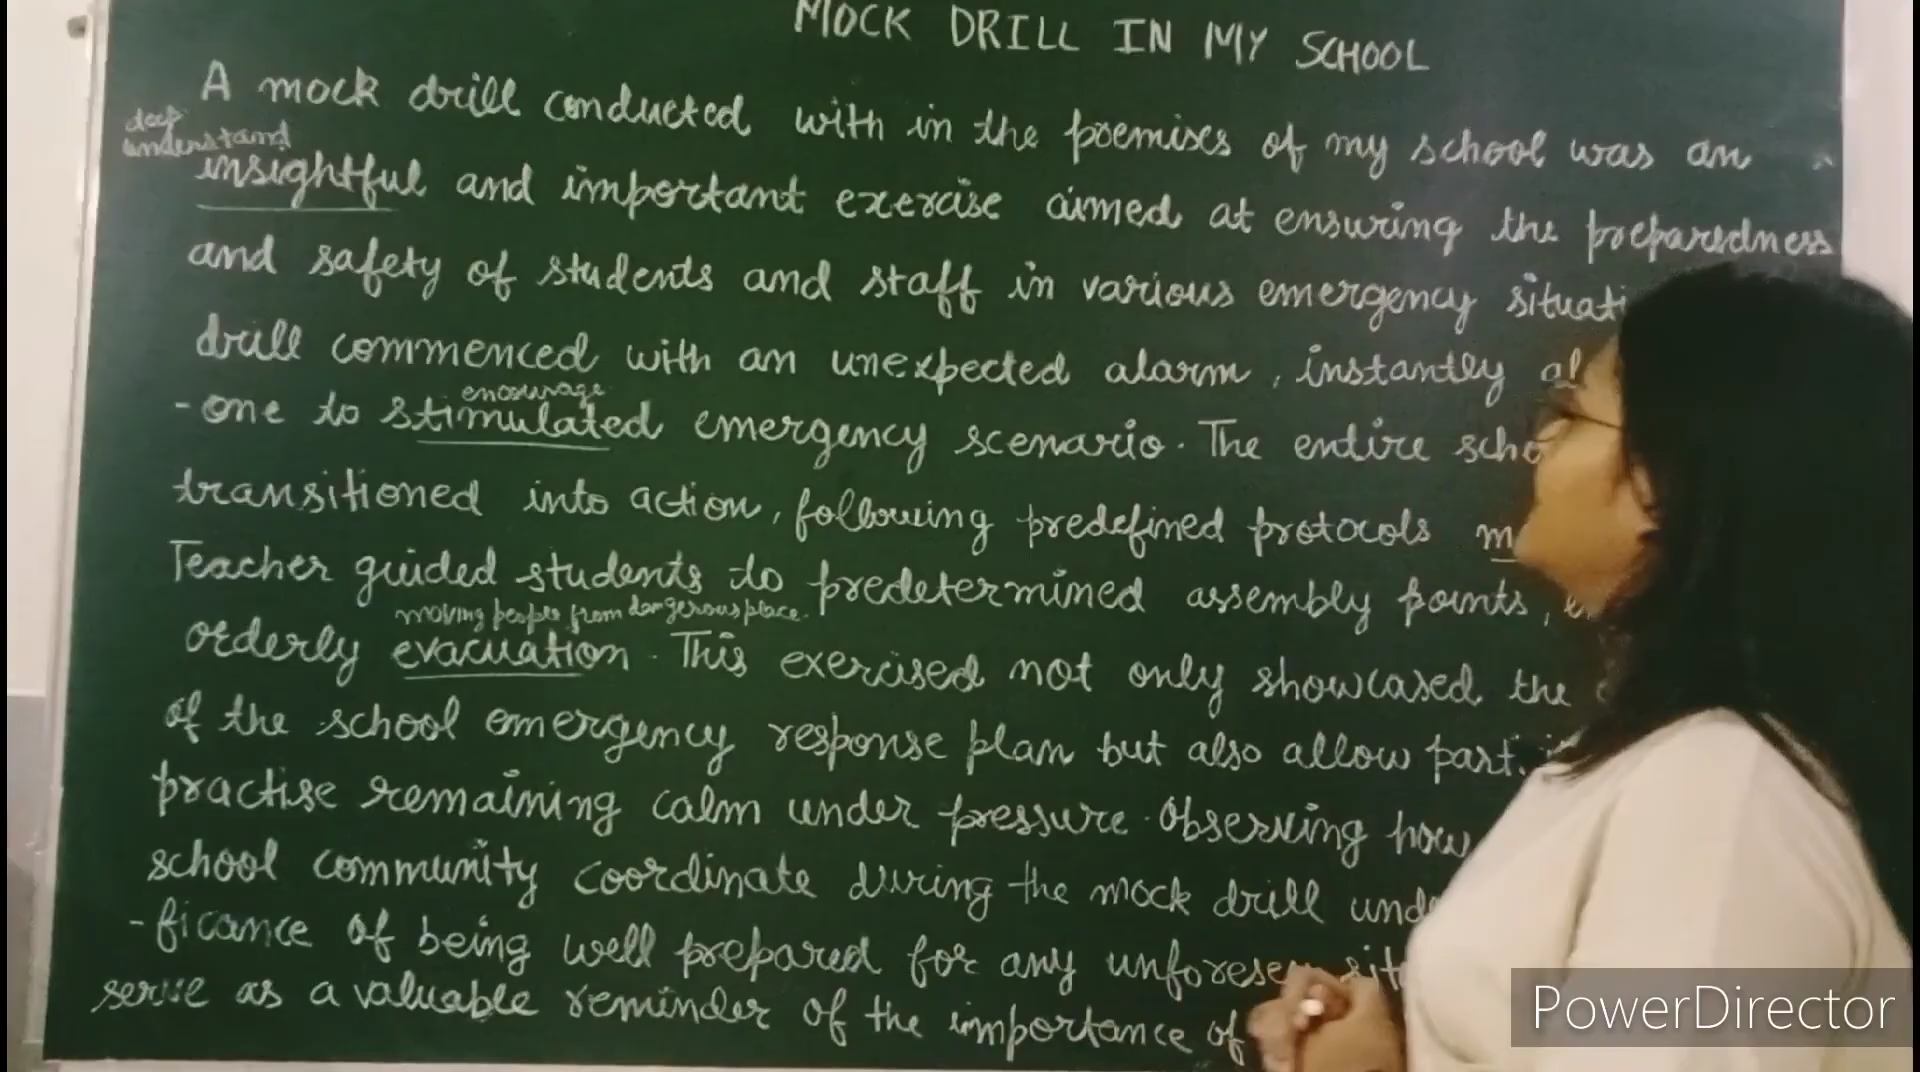 MOCK DRILL IN MY SCHOOL
A mock drill conducted with in the premises of my school was an
deep
understand
insightful and important exercise aimed at ensuring the preparedness
and safety of students and staff in various emergency situati
drill commenced with an unexpected alarm, instantly al
encourage
-one to stimulated emergency scenario. The entire scho
transitioned into action, following predefined protocols m
Teacher guided students to predetermined assembly points,
moving people from dangerous place.
orderly evacuation. This exercised not only showcased the
of the school emergency response plan but also allow part
practise remaining calm under pressure. Observing how
school community coordinate during the mock drill und
-ficance of being well prepared for any unforeseen sit
serve as a valuable reminder of the importance of
PowerDirector